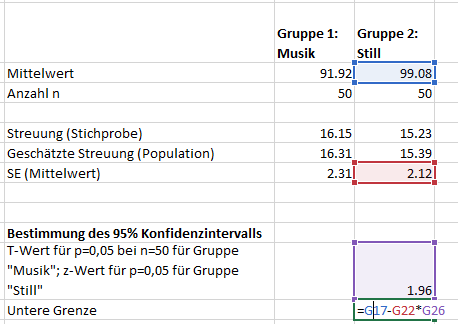 Gruppe 1: Gruppe 2:
Musik Still
Mittelwert 91.92 99.08
Anzahl n 50 50
Streuung (Stichprobe) 16.15 15.23
Geschätzte Streuung (Population) 16.31 15.39
SE (Mittelwert) 2.31 2.12
Bestimmung des 95% Konfidenzintervalls
T-Wert für p=0,05 bei n=50 für Gruppe
"Musik"; z-Wert für p=0,05 für Gruppe
"Still" 1.96
Untere Grenze =G17-G22*G26